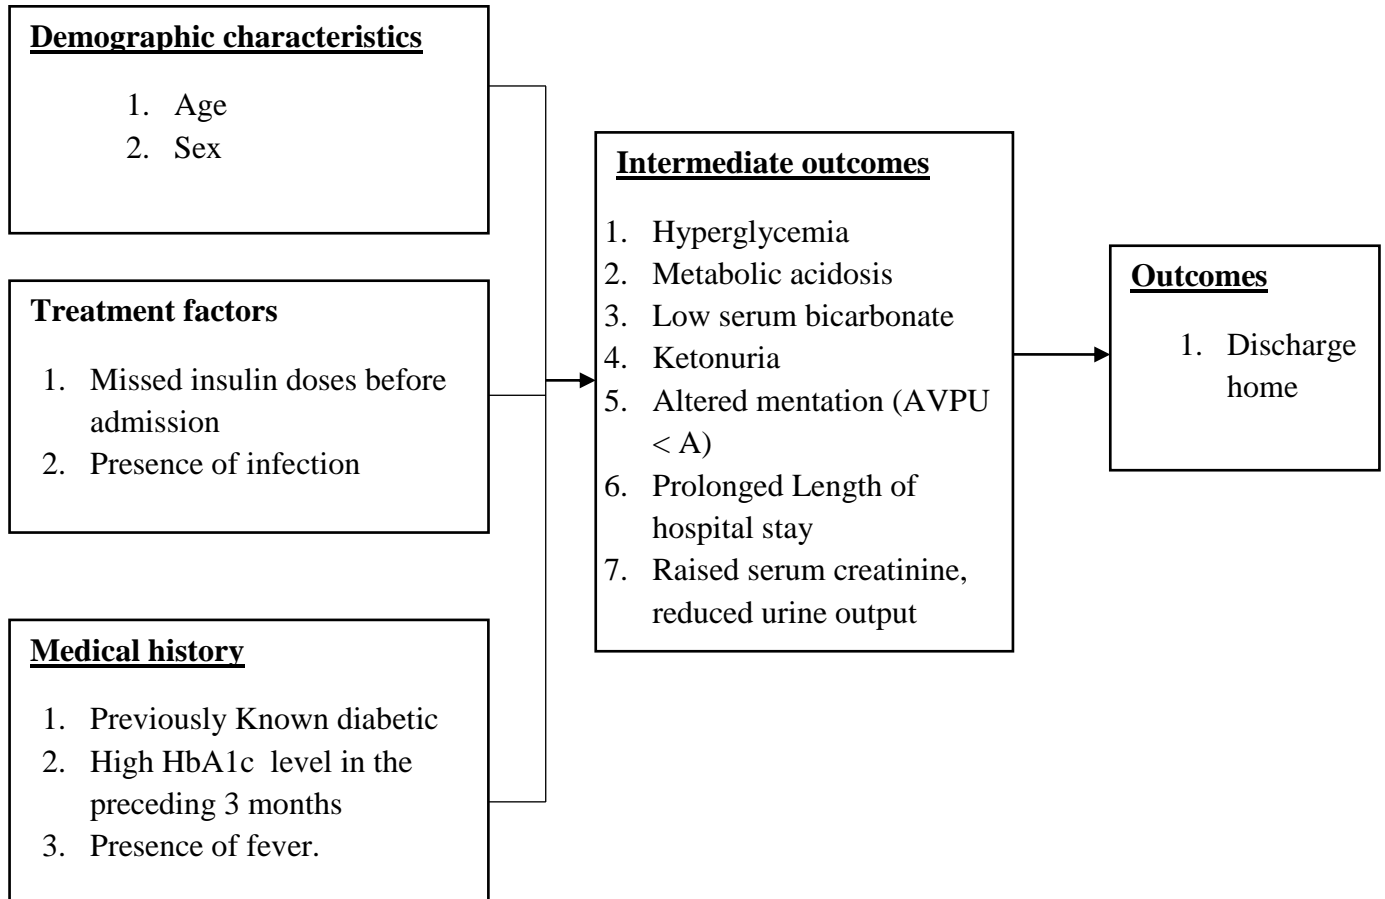 Demographic characteristics
1. Age
2. Sex
Treatment factors
1. Missed insulin doses before
admission
2. Presence of infection
Medical history
1. Previously Known diabetic
2. High HbA1c level in the
preceding 3 months
3. Presence of fever.
Intermediate outcomes
1. Hyperglycemia
2. Metabolic acidosis
3. Low serum bicarbonate
4. Ketonuria
5. Altered mentation (AVPU
< A)
6. Prolonged Length of
hospital stay
7. Raised serum creatinine,
reduced urine output
Outcomes
1. Discharge
home